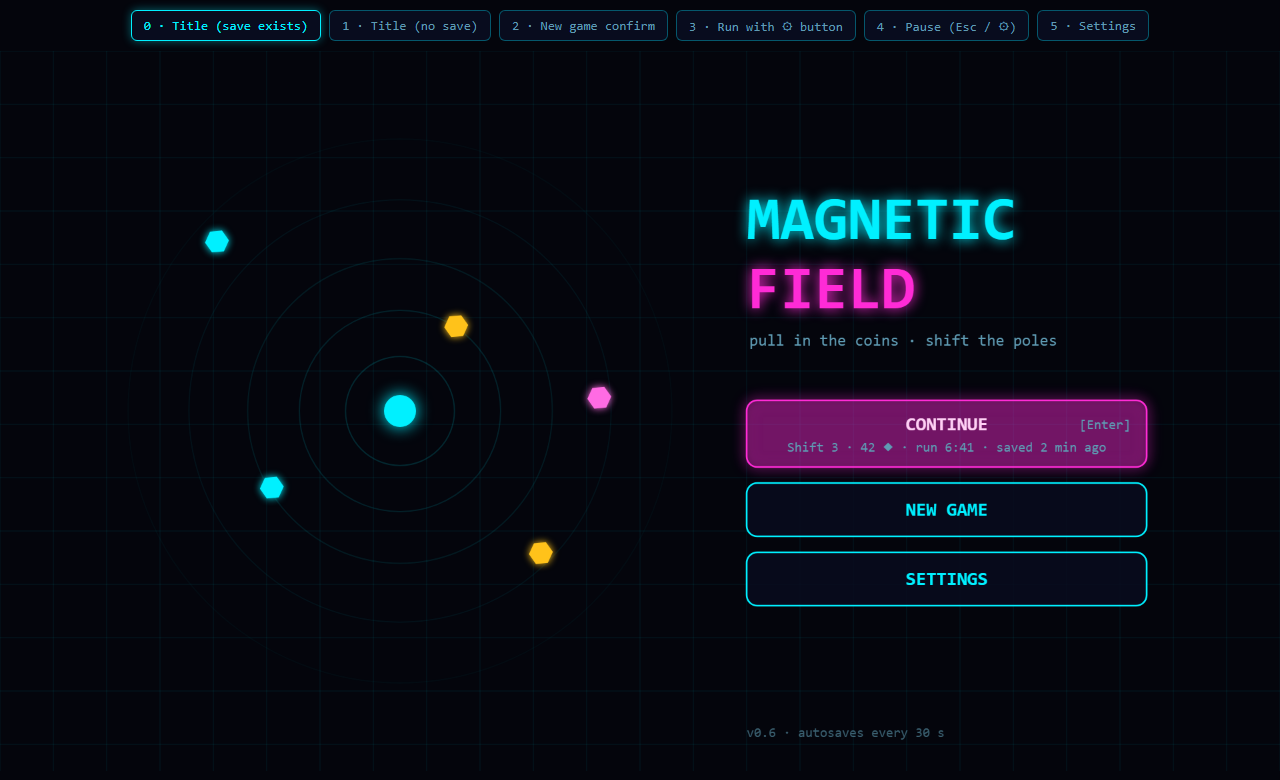 0 · Title (save exists)
1 · Title (no save)
2 · New game confirm
3 · Run with ⚙ button
4 · Pause (Esc / ⚙)
5 · Settings
MAGNETIC
FIELD
pull in the coins · shift the poles
CONTINUE [Enter]
Shift 3 · 42 ◆ · run 6:41 · saved 2 min ago
NEW GAME
SETTINGS
v0.6 · autosaves every 30 s